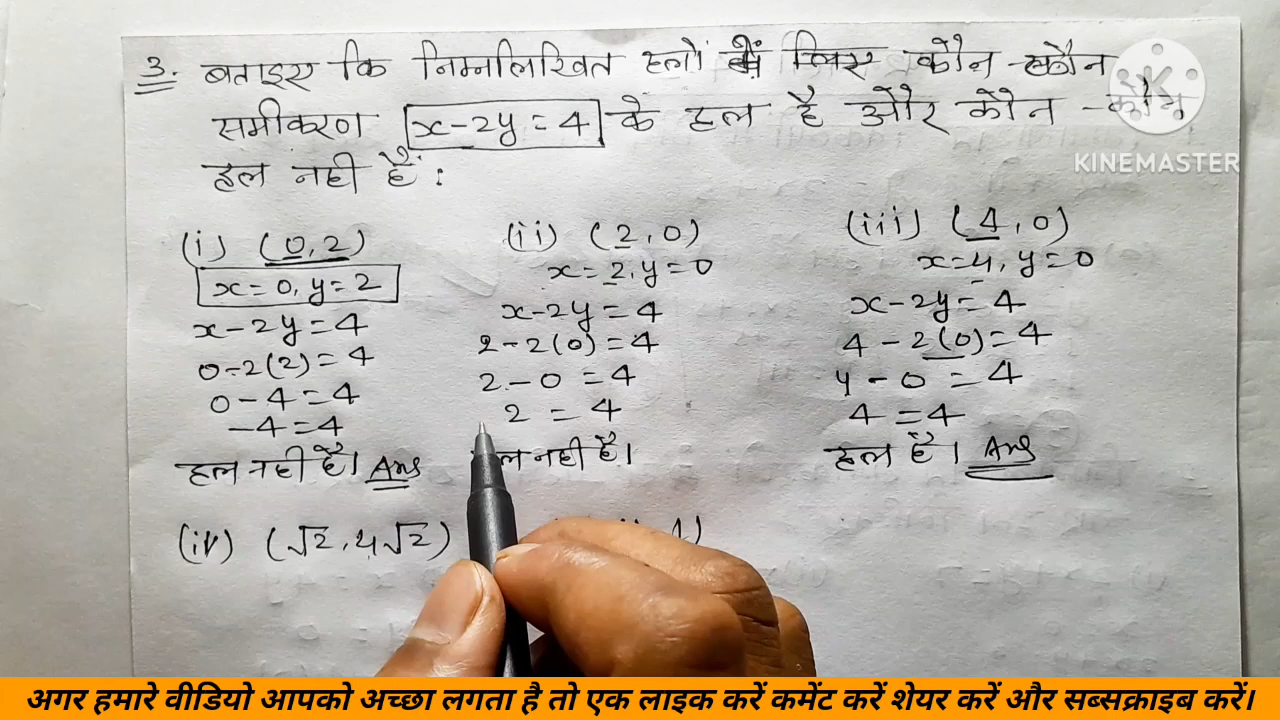 3. बताइए कि निम्नलिखित हलों में लिए कौन-कौन
समीकरण x-2y=4 के हल है और कौन-कौन
हल नही हैं:
(i) (0,2)
x=0, y=2
x-2y=4
0-2(2)=4
0-4=4
-4=4
हल नही है। Ans
(ii) (2,0)
x=2, y=0
x-2y=4
2-2(0)=4
2-0=4
2=4
नही है।
(iii) (4,0)
x=4, y=0
x-2y=4
4-2(0)=4
4-0=4
4=4
हल है। Ans
(iv) (√2, 4√2)
KINEMASTER
अगर हमारे वीडियो आपको अच्छा लगता है तो एक लाइक करें कमेंट करें शेयर करें और सब्सक्राइब करें।